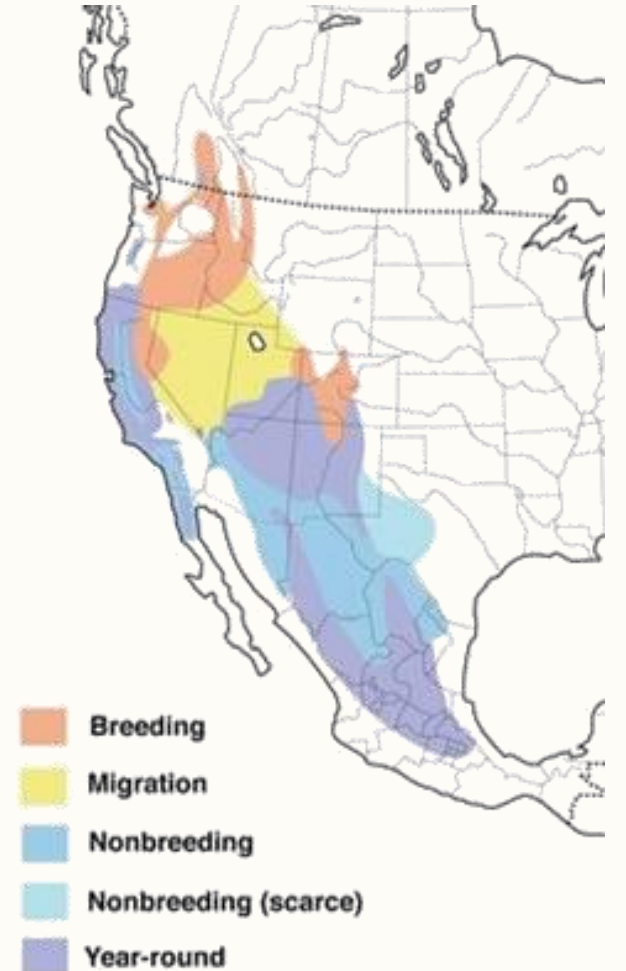 Breeding
Migration
Nonbreeding
Nonbreeding (scarce)
Year-round